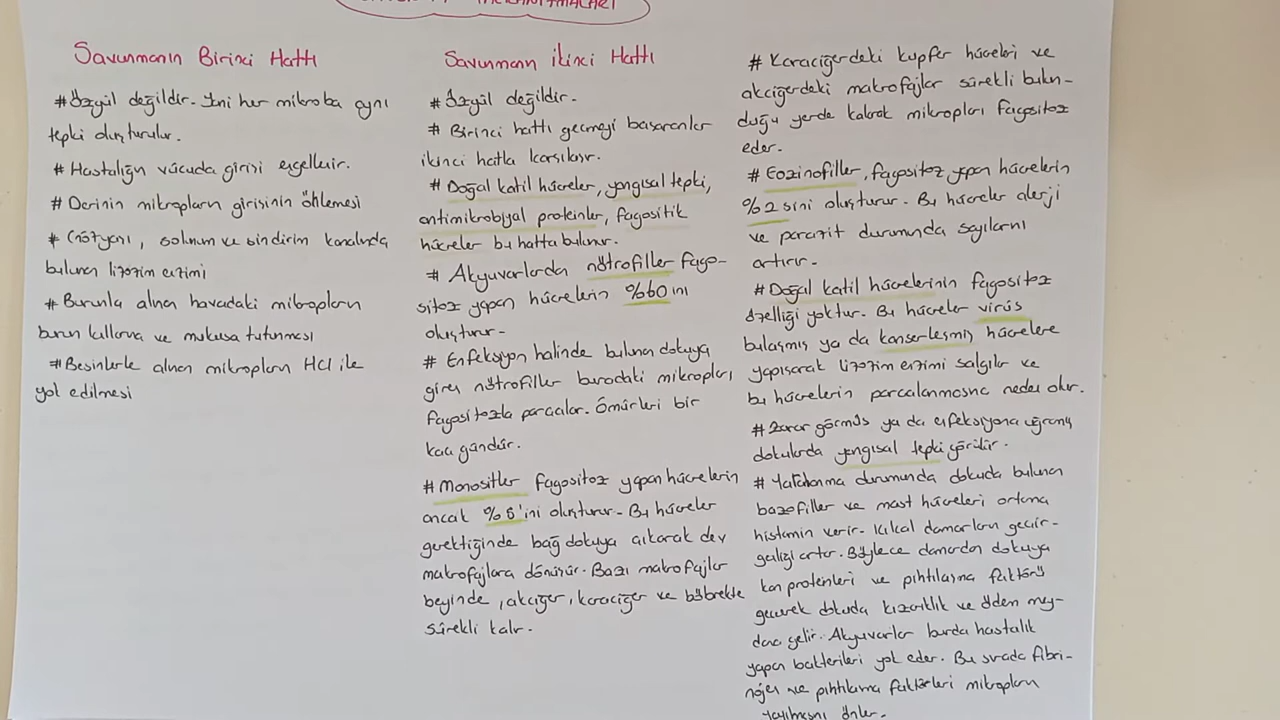 MEKANİZMALARI
Savunmanın Birinci Hattı
# Özgül değildir. Yani her mikroba aynı
tepki oluşturulur.
# Hastalığın vücuda girişi engellenir.
# Derinin mikropların girişinin önlemesi
# Gözyaşı, solunum ve sindirim kanalında
bulunan lizozim enzimi
# Burunla alınan havadaki mikropların
burun kıllarına ve mukusa tutunması
# Besinlerle alınan mikropların HCl ile
yok edilmesi
Savunmanın İkinci Hattı
# Özgül değildir.
# Birinci hattı geçmeyi başaranlar
ikinci hatla karşılaşır.
# Doğal katil hücreler, yangısal tepki,
antimikrobiyal proteinler, fagositik
hücreler bu hatta bulunur.
# Akyuvarlarda nötrofiller fago-
sitoz yapan hücrelerin %60 ını
oluşturur.
# Enfeksiyon halinde bulunan dokuya
giren nötrofiller buradaki mikropları
fagositozla parçalar. Ömürleri bir
kaç gündür.
# Monositler fagositoz yapan hücrelerin
ancak %5'ini oluşturur. Bu hücreler
gerektiğinde bağ dokuya çıkarak dev
makrofajlara dönüşür. Bazı makrofajlar
beyinde, akciğer, karaciğer ve böbrekte
sürekli kalır.
# Karaciğerdeki kupfer hücreleri ve
akciğerdeki makrofajlar sürekli bulun-
duğu yerde kalarak mikropları fagositoz
eder.
# Eozinofiller, fagositoz yapan hücrelerin
%2 sini oluşturur. Bu hücreler alerji
ve parazit durumunda sayılarını
artırır.
# Doğal katil hücrelerinin fagositoz
özelliği yoktur. Bu hücreler virüs
bulaşmış ya da kanserleşmiş hücrelere
yapışarak lizozim enzimi salgılar ve
bu hücrelerin parçalanmasına neden olur.
# Zarar görmüş ya da enfeksiyona uğramış
dokularda yangısal tepki görülür.
# Yaralanma durumunda dokuda bulunan
bazofiller ve mast hücreleri ortama
histamin verir. Kılcal damarların geçir-
genliği artar. Böylece damardan dokuya
kan proteinleri ve pıhtılaşma faktörü
geçerek dokuda kızarıklık ve ödem mey-
dana gelir. Akyuvarlar burda hastalık
yapan bakterileri yok eder. Bu sırada fibri-
nojen ve pıhtılaşma faktörleri mikropların
yayılmasını önler.